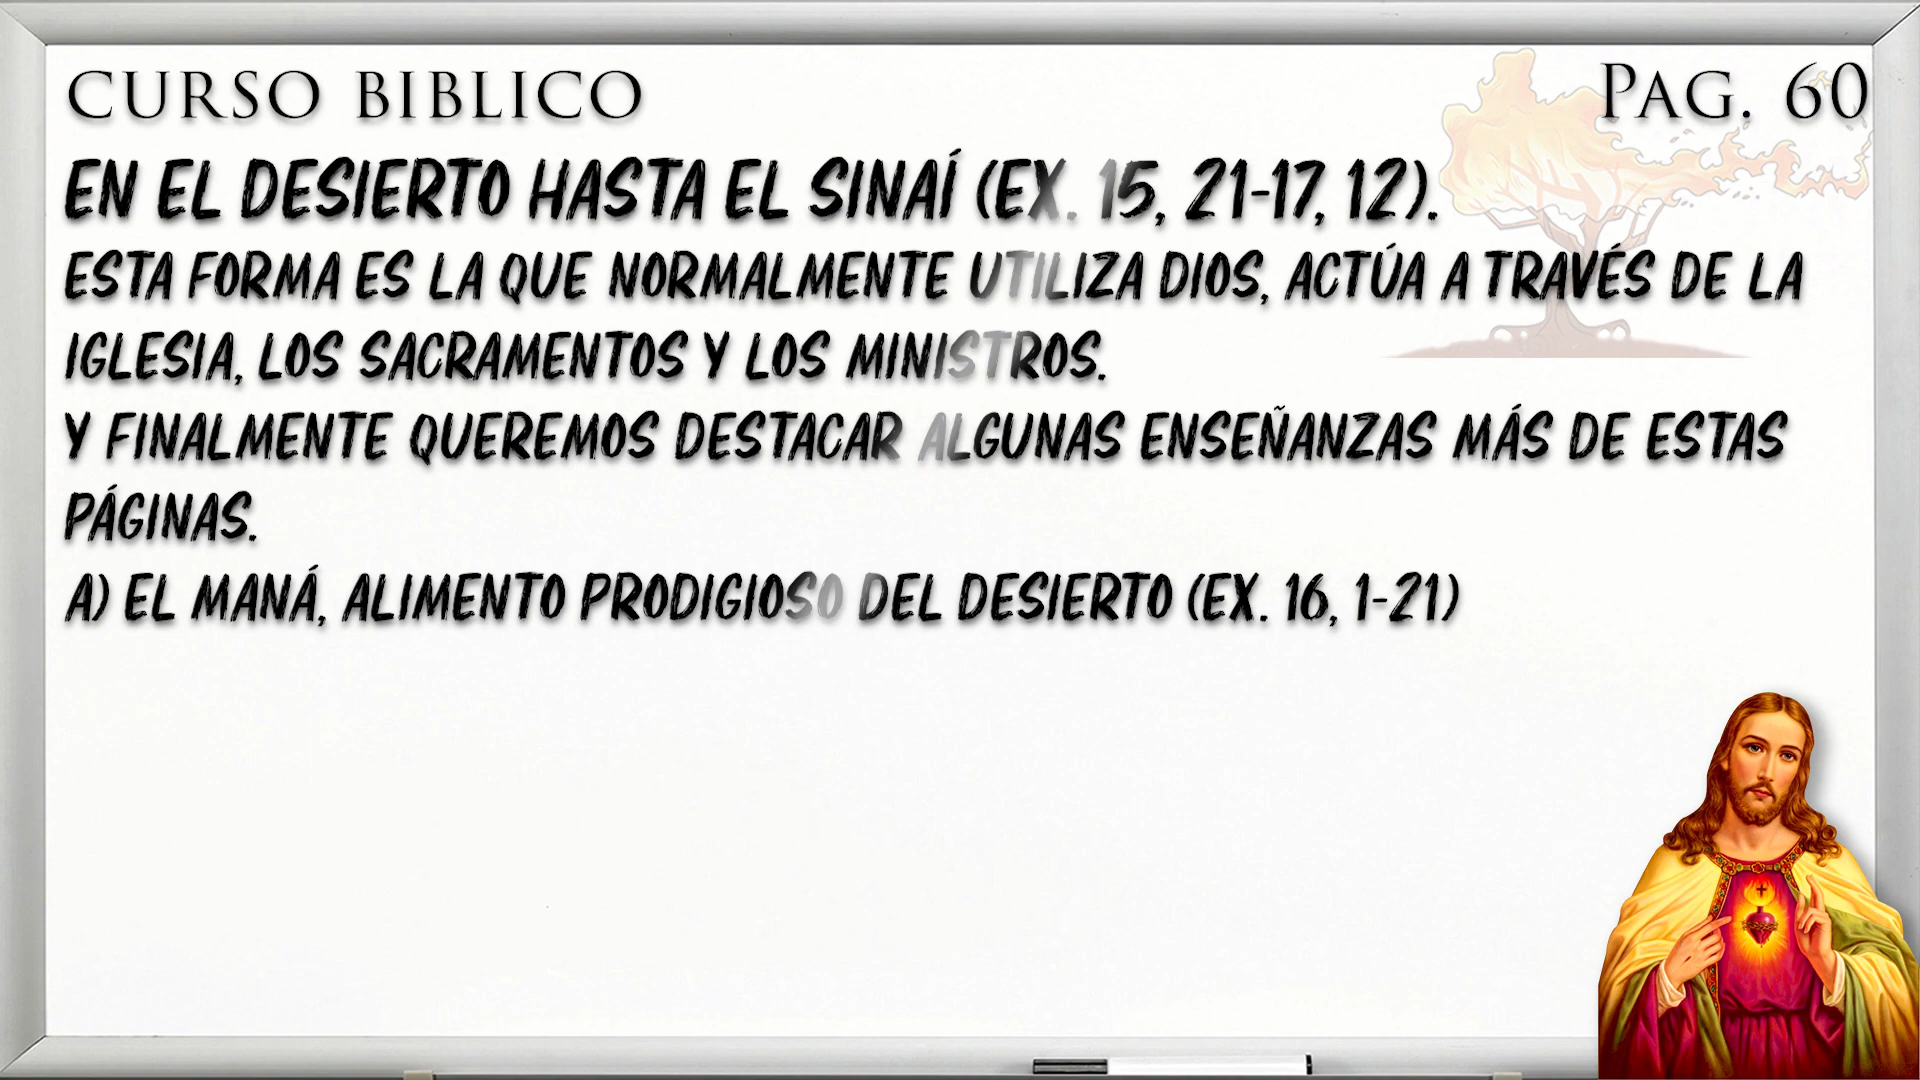 CURSO BIBLICO
PAG. 60
EN EL DESIERTO HASTA EL SINAÍ (EX. 15, 21-17, 12).
ESTA FORMA ES LA QUE NORMALMENTE UTILIZA DIOS, ACTÚA A TRAVÉS DE LA
IGLESIA, LOS SACRAMENTOS Y LOS MINISTROS.
Y FINALMENTE QUEREMOS DESTACAR ALGUNAS ENSEÑANZAS MÁS DE ESTAS
PÁGINAS.
A) EL MANÁ, ALIMENTO PRODIGIOSO DEL DESIERTO (EX. 16, 1-21)